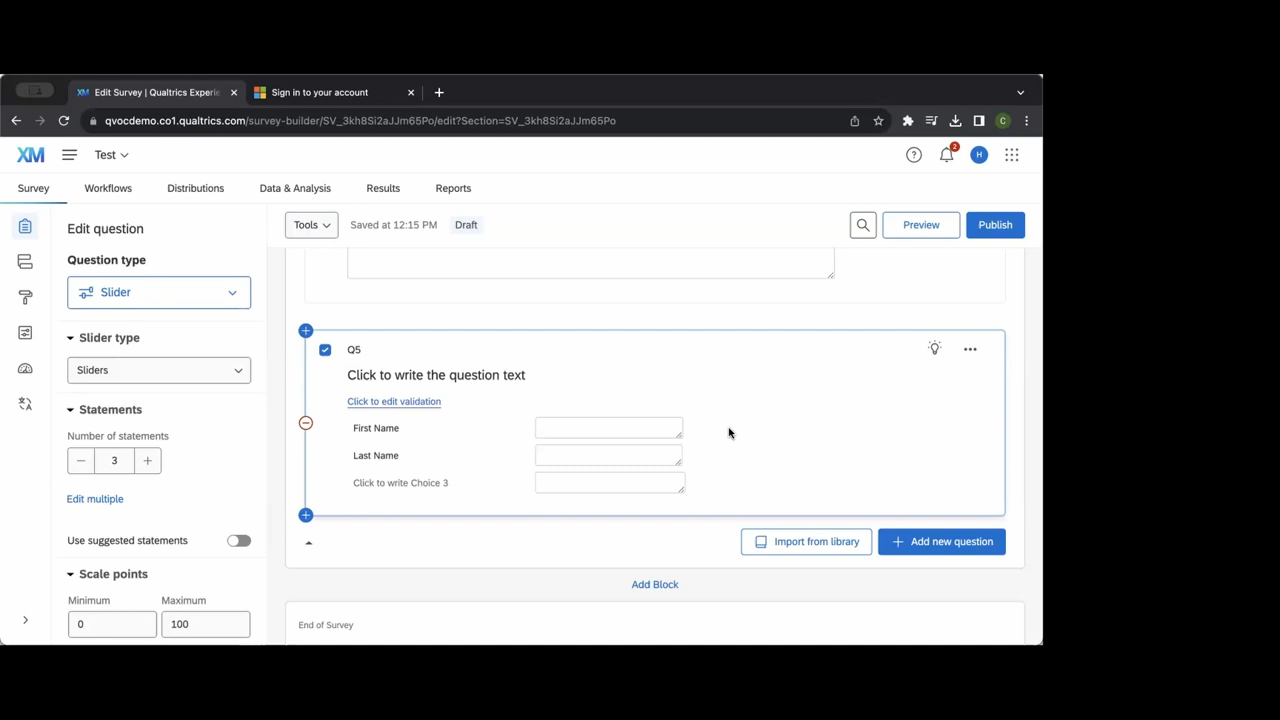 XM Edit Survey | Qualtrics Experie
Sign in to your account
qvocdemo.co1.qualtrics.com/survey-builder/SV_3kh8Si2aJJm65Po/edit?Section=SV_3kh8Si2aJJm65Po
C
XM
Test
2
H
Survey
Workflows
Distributions
Data & Analysis
Results
Reports
Edit question
Tools
Saved at 12:15 PM
Draft
Preview
Publish
Question type
Slider
Slider type
Sliders
Statements
Number of statements
3
Edit multiple
Use suggested statements
Scale points
Minimum
Maximum
0
100
Q5
Click to write the question text
Click to edit validation
First Name
Last Name
Click to write Choice 3
Import from library
Add new question
Add Block
End of Survey